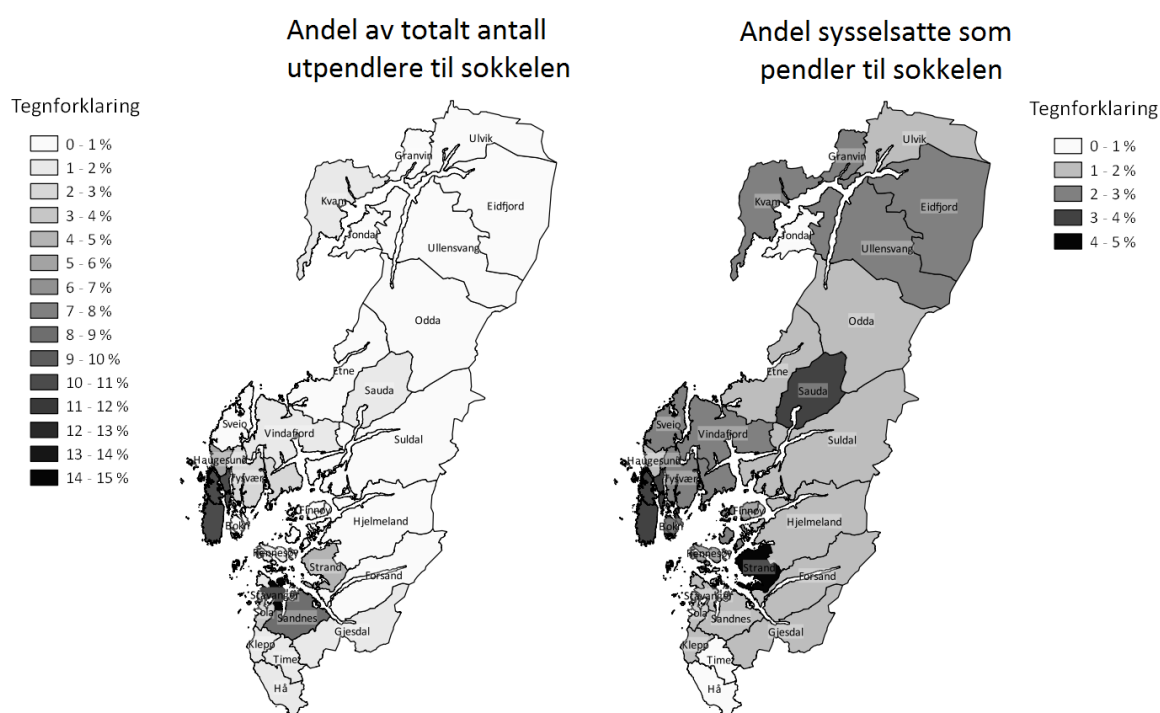 Andel av totalt antall
utpendlere til sokkelen
Tegnforklaring
0 - 1 %
1 - 2 %
2 - 3 %
3 - 4 %
4 - 5 %
5 - 6 %
6 - 7 %
7 - 8 %
8 - 9 %
9 - 10 %
10 - 11 %
11 - 12 %
12 - 13 %
13 - 14 %
14 - 15 %
Ulvik
Granvin
Kvam
Eidfjord
Jondal
Ullensvang
Odda
Etne
Sauda
Sveio
Vindafjord
Suldal
Haugesund
Tysvær
Finnøy
Bokn
Hjelmeland
Rennesøy
Strand
Forsand
Stavanger
Sola
Sandnes
Gjesdal
Klepp
Time
Hå
Andel sysselsatte som
pendler til sokkelen
Tegnforklaring
0 - 1 %
1 - 2 %
2 - 3 %
3 - 4 %
4 - 5 %
Ulvik
Granvin
Kvam
Eidfjord
Jondal
Ullensvang
Odda
Etne
Sauda
Sveio
Vindafjord
Suldal
Haugesund
Tysvær
Finnøy
Bokn
Hjelmeland
Rennesøy
Strand
Forsand
Stavanger
Sola
Sandnes
Gjesdal
Klepp
Time
Hå